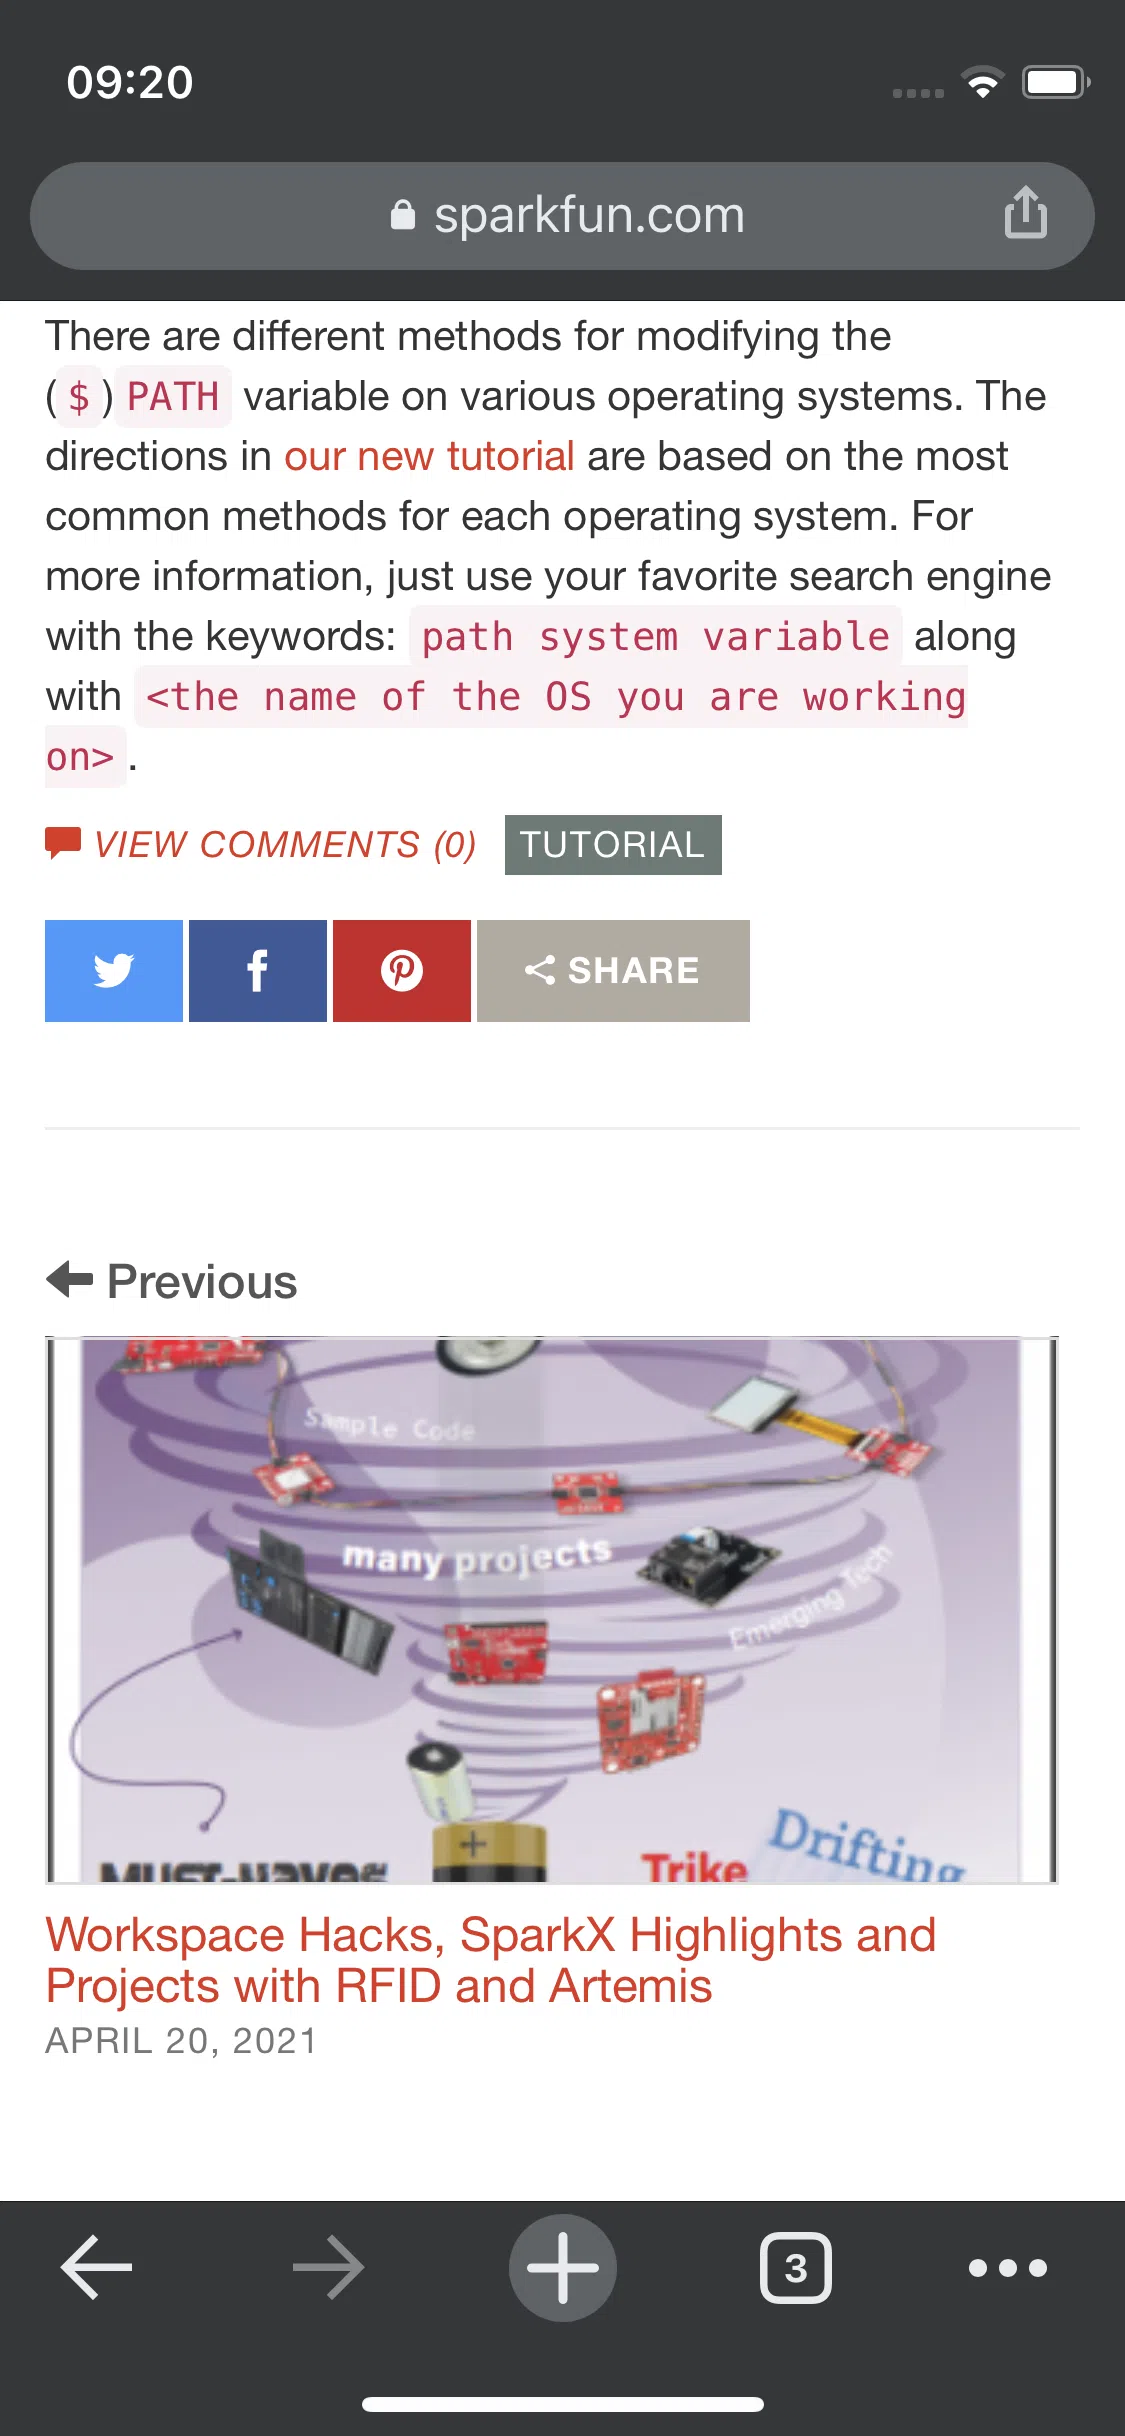 09:20
sparkfun.com
There are different methods for modifying the
($)PATH variable on various operating systems. The
directions in our new tutorial are based on the most
common methods for each operating system. For
more information, just use your favorite search engine
with the keywords: path system variable along
with <the name of the OS you are working
on>.
VIEW COMMENTS (0) TUTORIAL
SHARE
Previous
Sample Code
many projects
Emerging Tech
Must-Haves
Trike
Drifting
Workspace Hacks, SparkX Highlights and
Projects with RFID and Artemis
APRIL 20, 2021
3